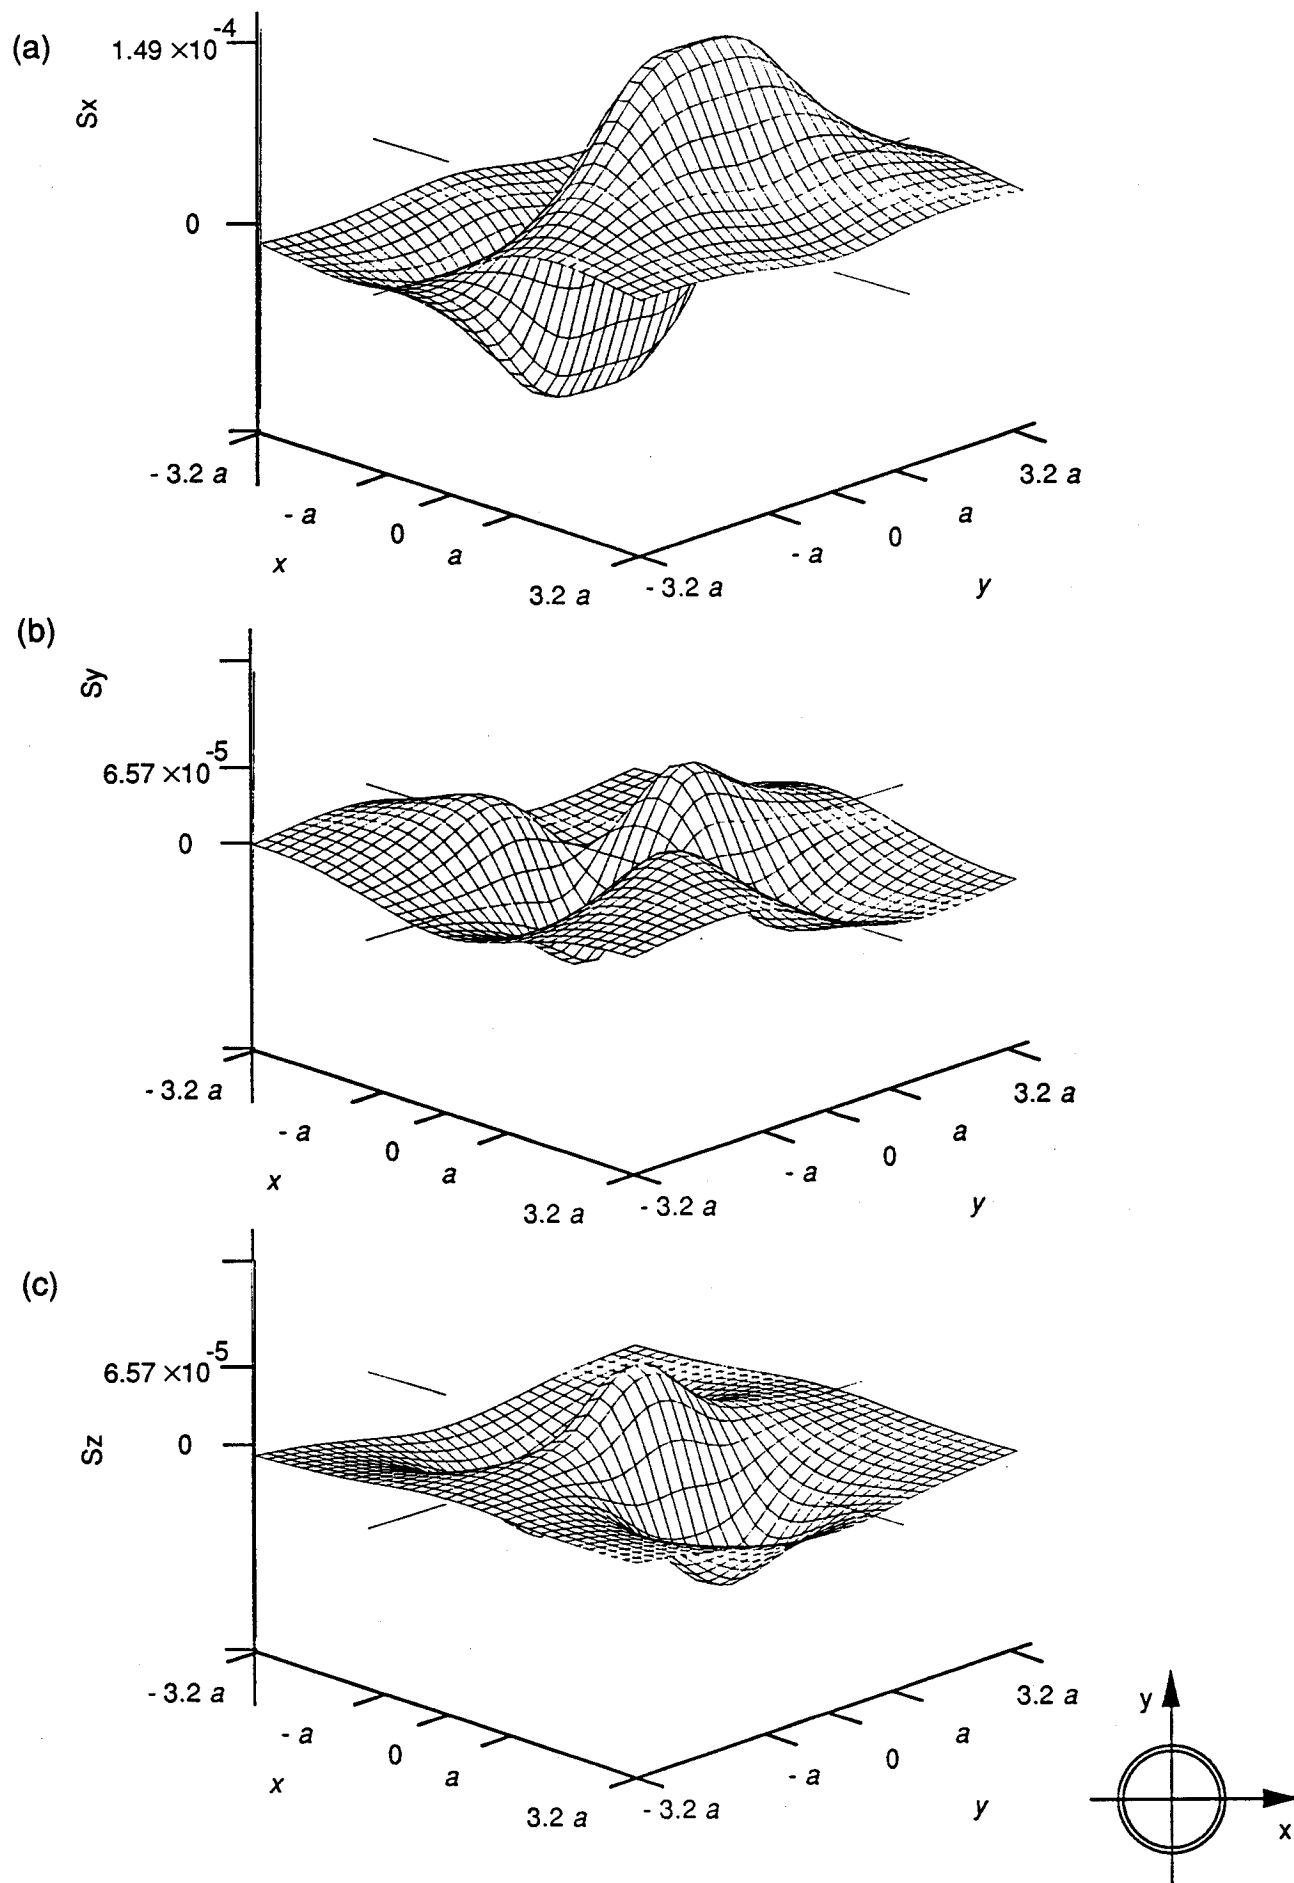 (a)
1.49 ×10-4
Sx
0
- 3.2 a
- a
0
a
3.2 a
x
- 3.2 a
- a
0
a
3.2 a
y
(b)
Sy
6.57 ×10-5
0
- 3.2 a
- a
0
a
3.2 a
x
- 3.2 a
- a
0
a
3.2 a
y
(c)
6.57 ×10-5
Sz
0
- 3.2 a
- a
0
a
3.2 a
x
- 3.2 a
- a
0
a
3.2 a
y
y
x